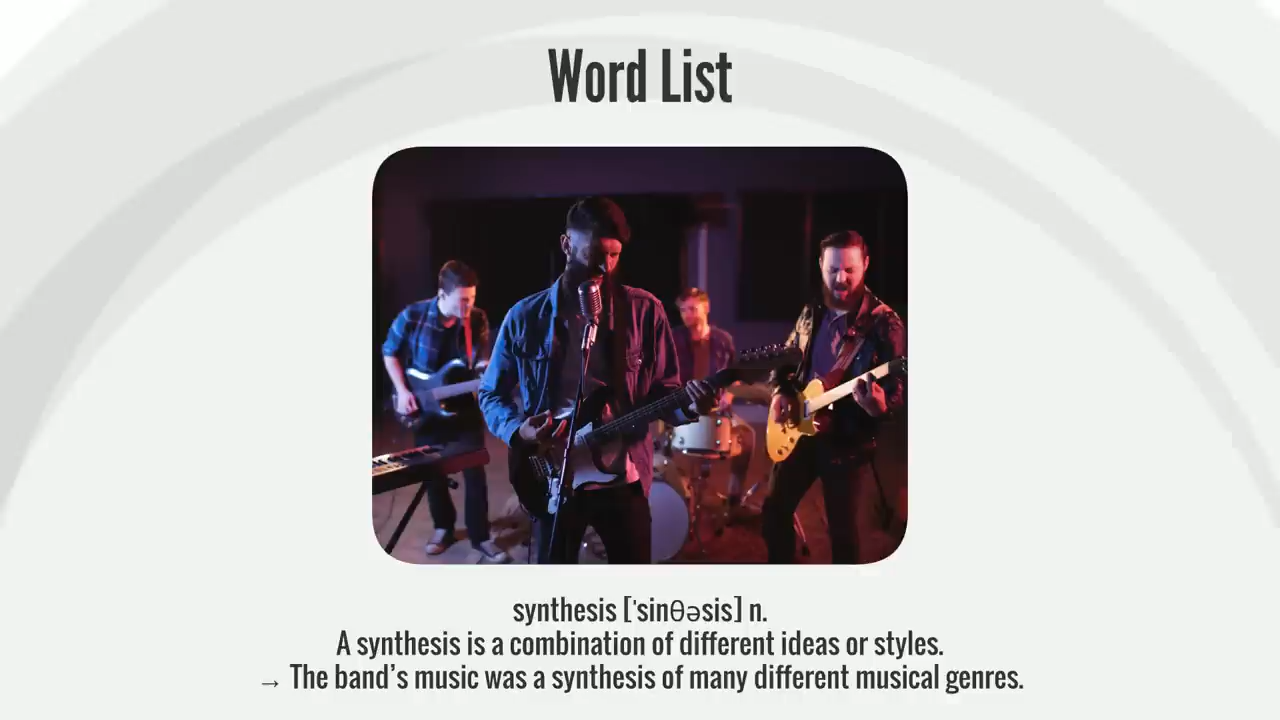 Word List
synthesis [ˈsinθəsis] n.
A synthesis is a combination of different ideas or styles.
→ The band’s music was a synthesis of many different musical genres.